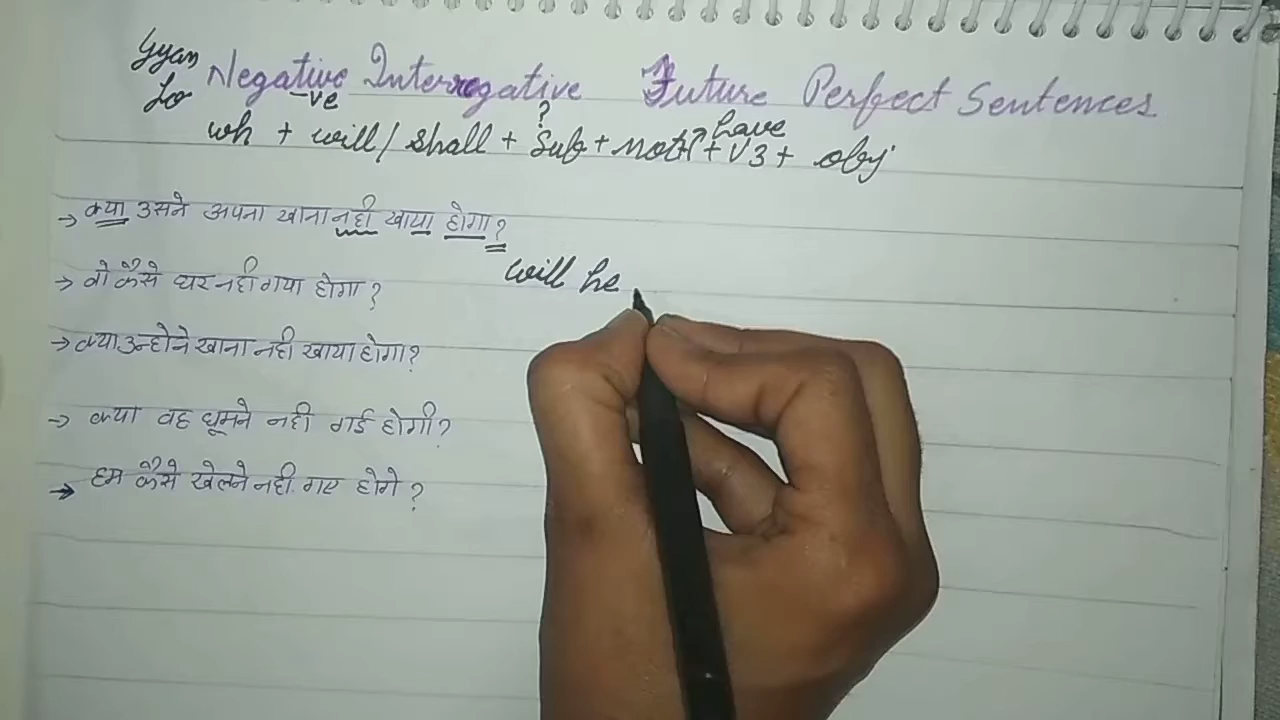 Gyan
Lo
Negative Interrogative Future Perfect Sentences
-ve ?
wh + will/shall + Sub + not + have + V3 + obj
→ क्या उसने अपना खाना नही खाया होगा?
will he
→ वो कैसे घर नही गया होगा?
→ क्या उन्होने खाना नही खाया होगा?
→ क्या वह घूमने नही गई होगी?
→ हम कैसे खेलने नही गए होगे?